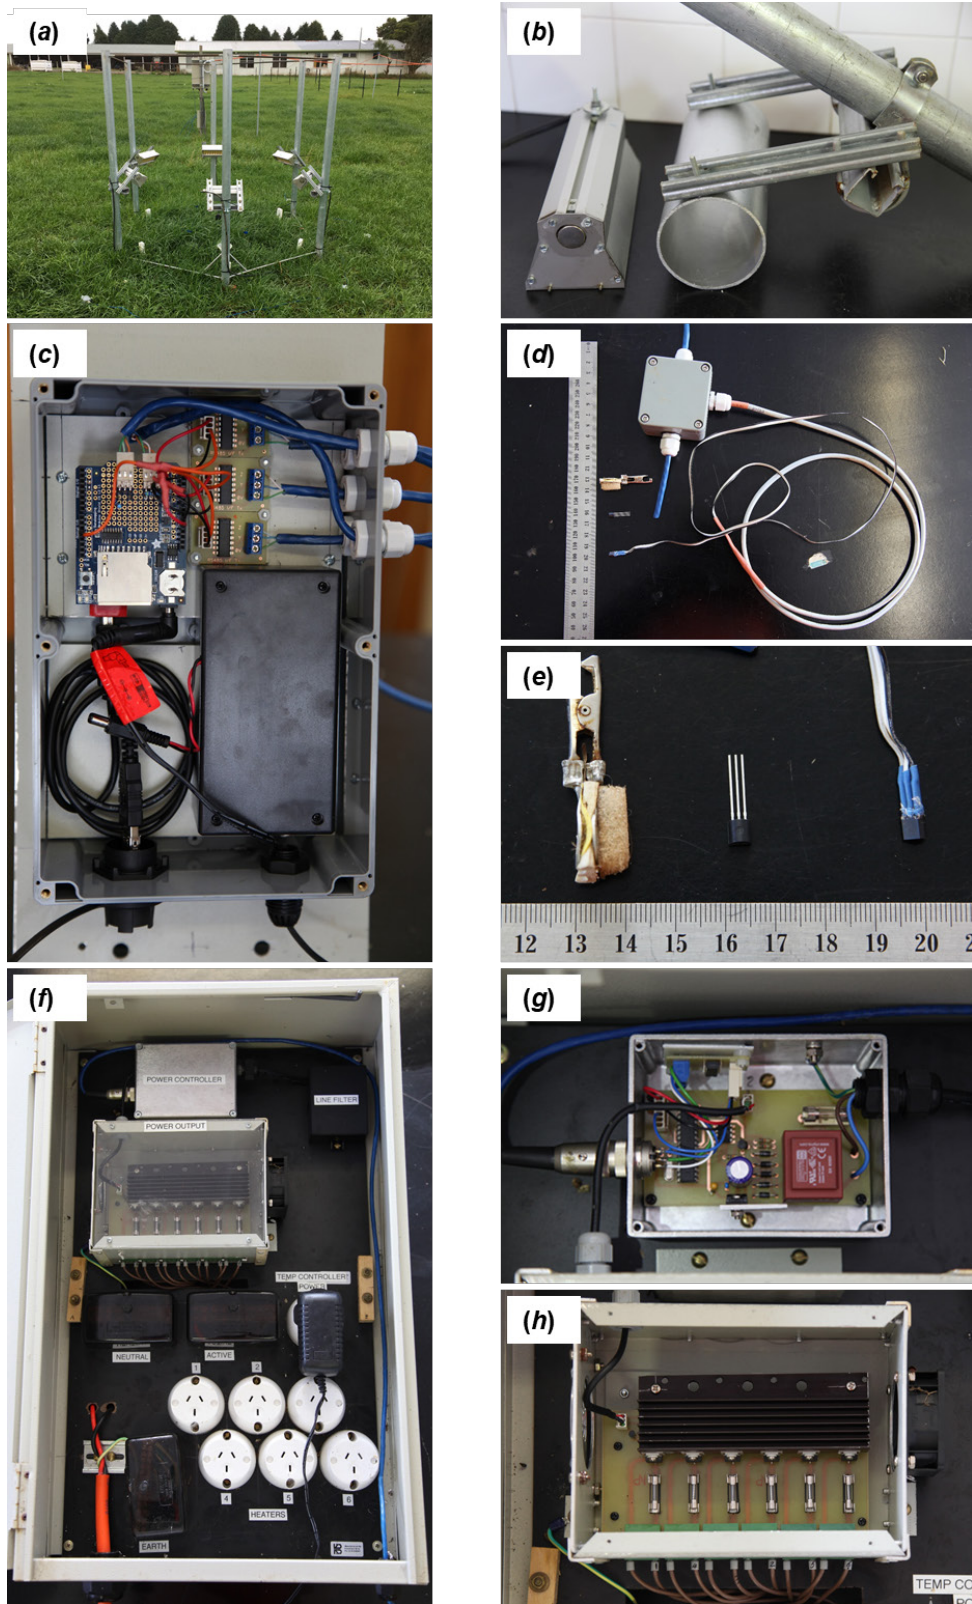 (a)
(b)
(c)
(d)
(e)
12 13 14 15 16 17 18 19 20
(f)
POWER CONTROLLER
LINE FILTER
POWER OUTPUT
TEMP CONTROLLER
POWER
NEUTRAL
ACTIVE
1
2
4
5
6
HEATERS
EARTH
(g)
(h)
TEMP CO